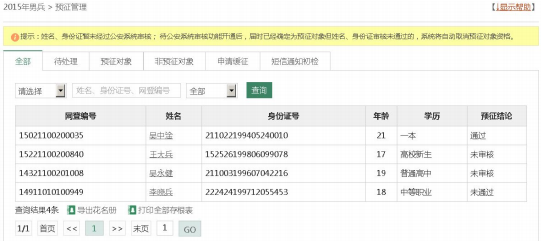 2015年男兵 > 预征管理 【显示帮助】
提示：姓名、身份证暂未经过公安系统审核；待公安系统审核功能开通后，届时已经确定为预征对象但姓名、身份证审核未通过的，系统将自动取消预征对象资格。
全部 待处理 预征对象 非预征对象 申请缓征 短信通知初检
请选择 姓名、身份证号、网登编号 全部 查询
网登编号 姓名 身份证号 年龄 学历 预征结论
15021100200035 吴中淦 211022199405240010 21 一本 通过
15221100200840 王大兵 152526199806099078 17 高校新生 未审核
14321100201008 吴永健 211003199607042216 19 普通高中 未审核
14911010100949 李晓兵 222424199712055453 18 中等职业 未通过
查询结果4条 导出花名册 打印全部存根表
1/1 首页 << 1 >> 末页 1 GO